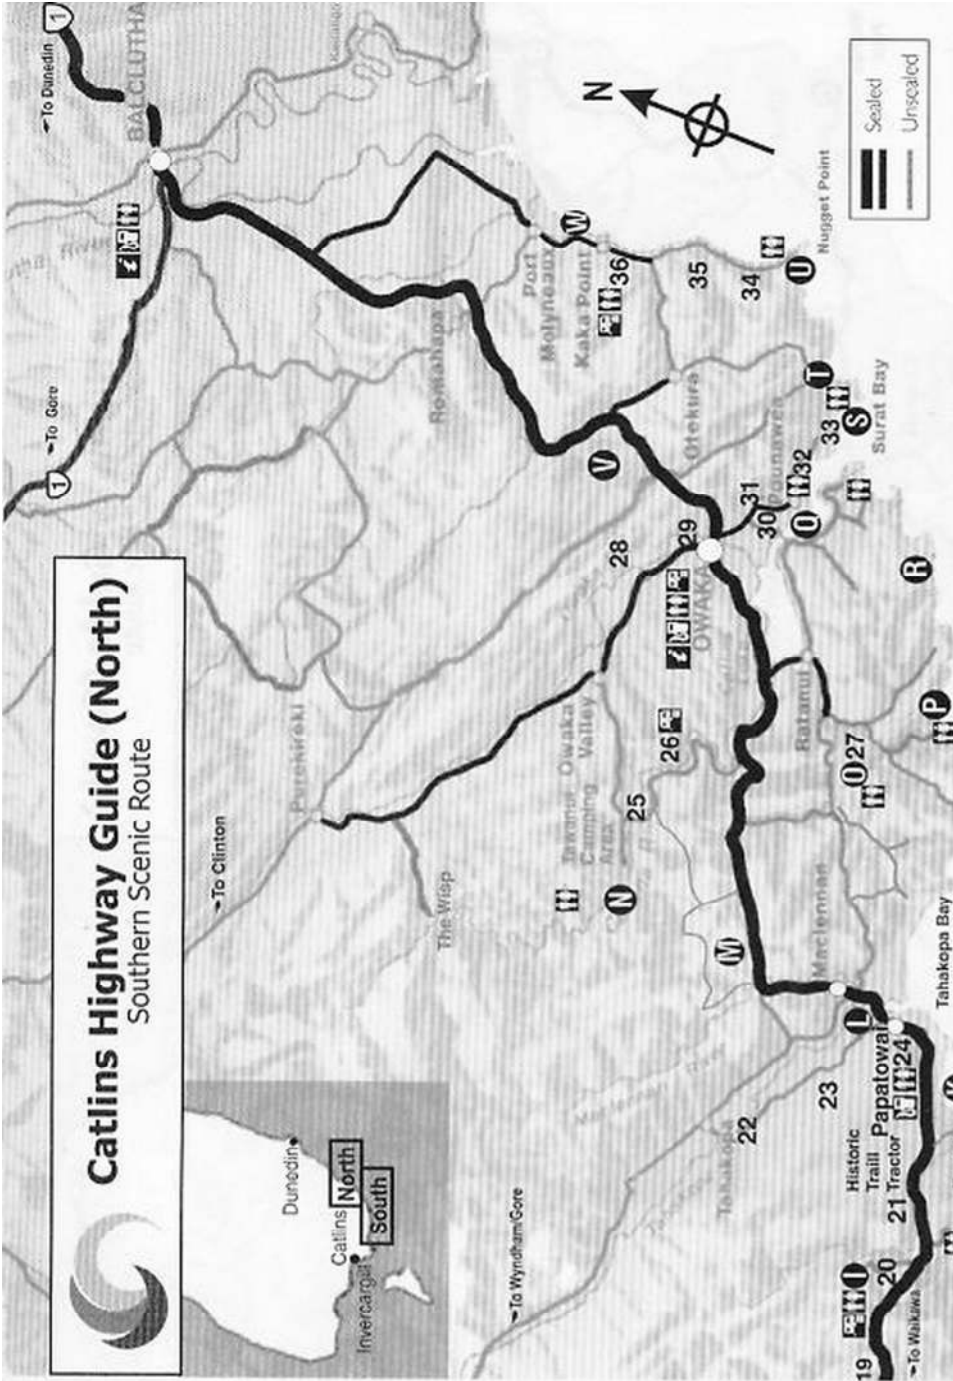 Catlins Highway Guide (North)
Southern Scenic Route
1
To Dunedin
BALCLUTHA
To Gore
1
To Clinton
N
Sealed
Unsealed
Nugget Point
Port
Molyneaux
Kaka Point
W
36
35
34
U
Romahapa
V
Otekura
T
33
S
Surat Bay
Pounawea
32
31
30
Q
R
29
28
OWAKA
Purekireki
Tawanui
Camping
Area
Owaka
Valley
26
25
The Wisp
N
M
Ratanui
27
O
P
Maclennan
L
Papatowai
24
Tahakopa Bay
23
22
Tahakopa
Historic
Traill
Tractor
21
20
I
19
To Waikawa
To Wyndham/Gore
Dunedin
Catlins
North
South
Invercargill